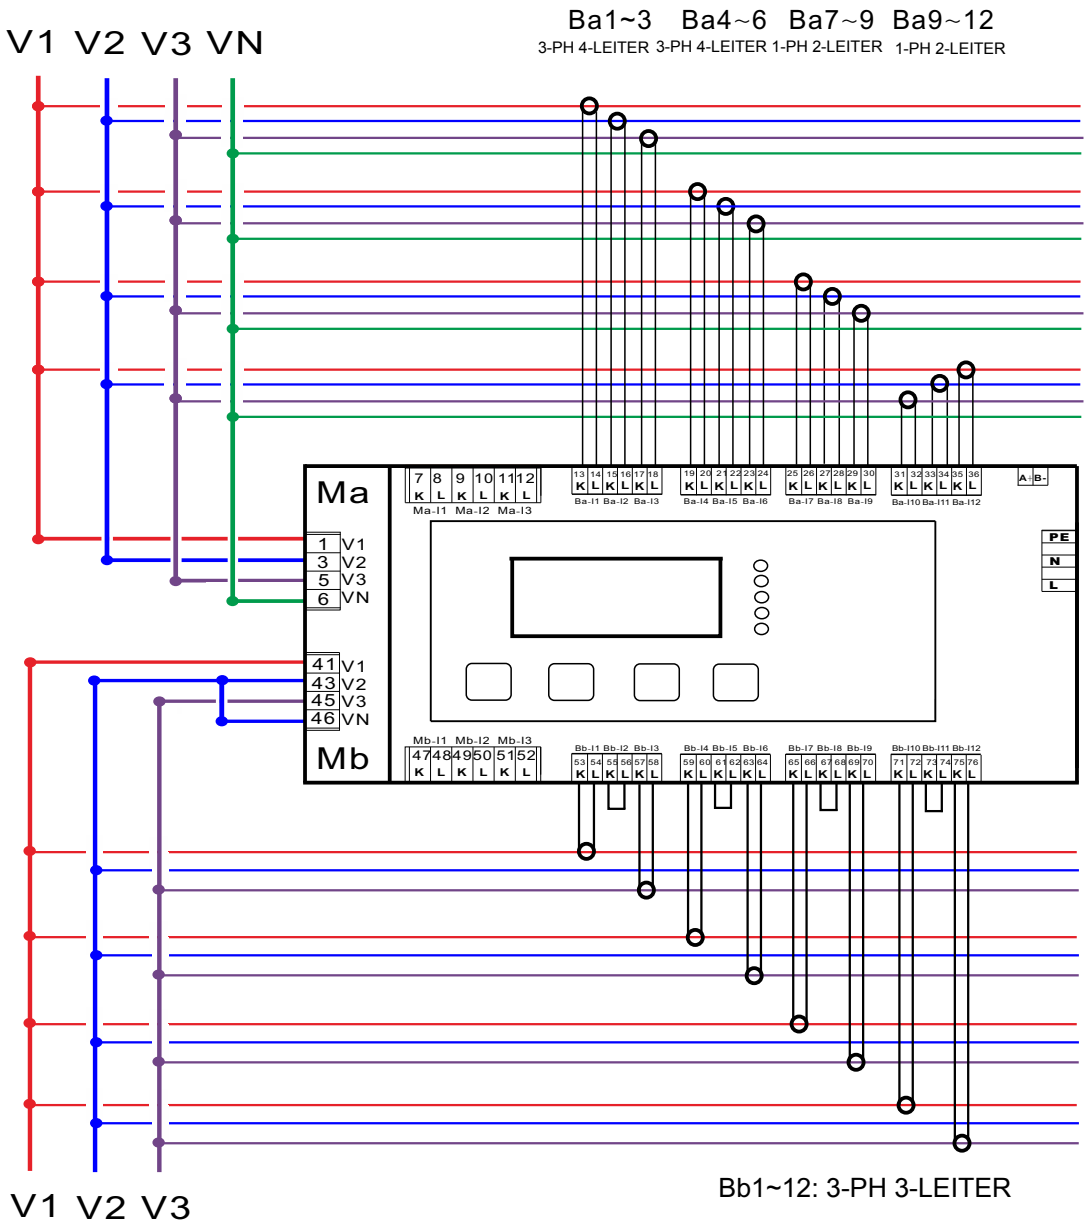 Ba1~3 Ba4~6 Ba7~9 Ba9~12
3-PH 4-LEITER 3-PH 4-LEITER 1-PH 2-LEITER 1-PH 2-LEITER
V1 V2 V3 VN
Ma
7 8 9 10 11 12
K L K L K L
Ma-I1 Ma-I2 Ma-I3
13 14 15 16 17 18
K L K L K L
Ba-I1 Ba-I2 Ba-I3
19 20 21 22 23 24
K L K L K L
Ba-I4 Ba-I5 Ba-I6
25 26 27 28 29 30
K L K L K L
Ba-I7 Ba-I8 Ba-I9
31 32 33 34 35 36
K L K L K L
Ba-I10 Ba-I11 Ba-I12
A+ B-
PE
N
L
1 V1
3 V2
5 V3
6 VN
41 V1
43 V2
45 V3
46 VN
Mb
Mb-I1 Mb-I2 Mb-I3
47 48 49 50 51 52
K L K L K L
Bb-I1 Bb-I2 Bb-I3
53 54 55 56 57 58
K L K L K L
Bb-I4 Bb-I5 Bb-I6
59 60 61 62 63 64
K L K L K L
Bb-I7 Bb-I8 Bb-I9
65 66 67 68 69 70
K L K L K L
Bb-I10 Bb-I11 Bb-I12
71 72 73 74 75 76
K L K L K L
Bb1~12: 3-PH 3-LEITER
V1 V2 V3